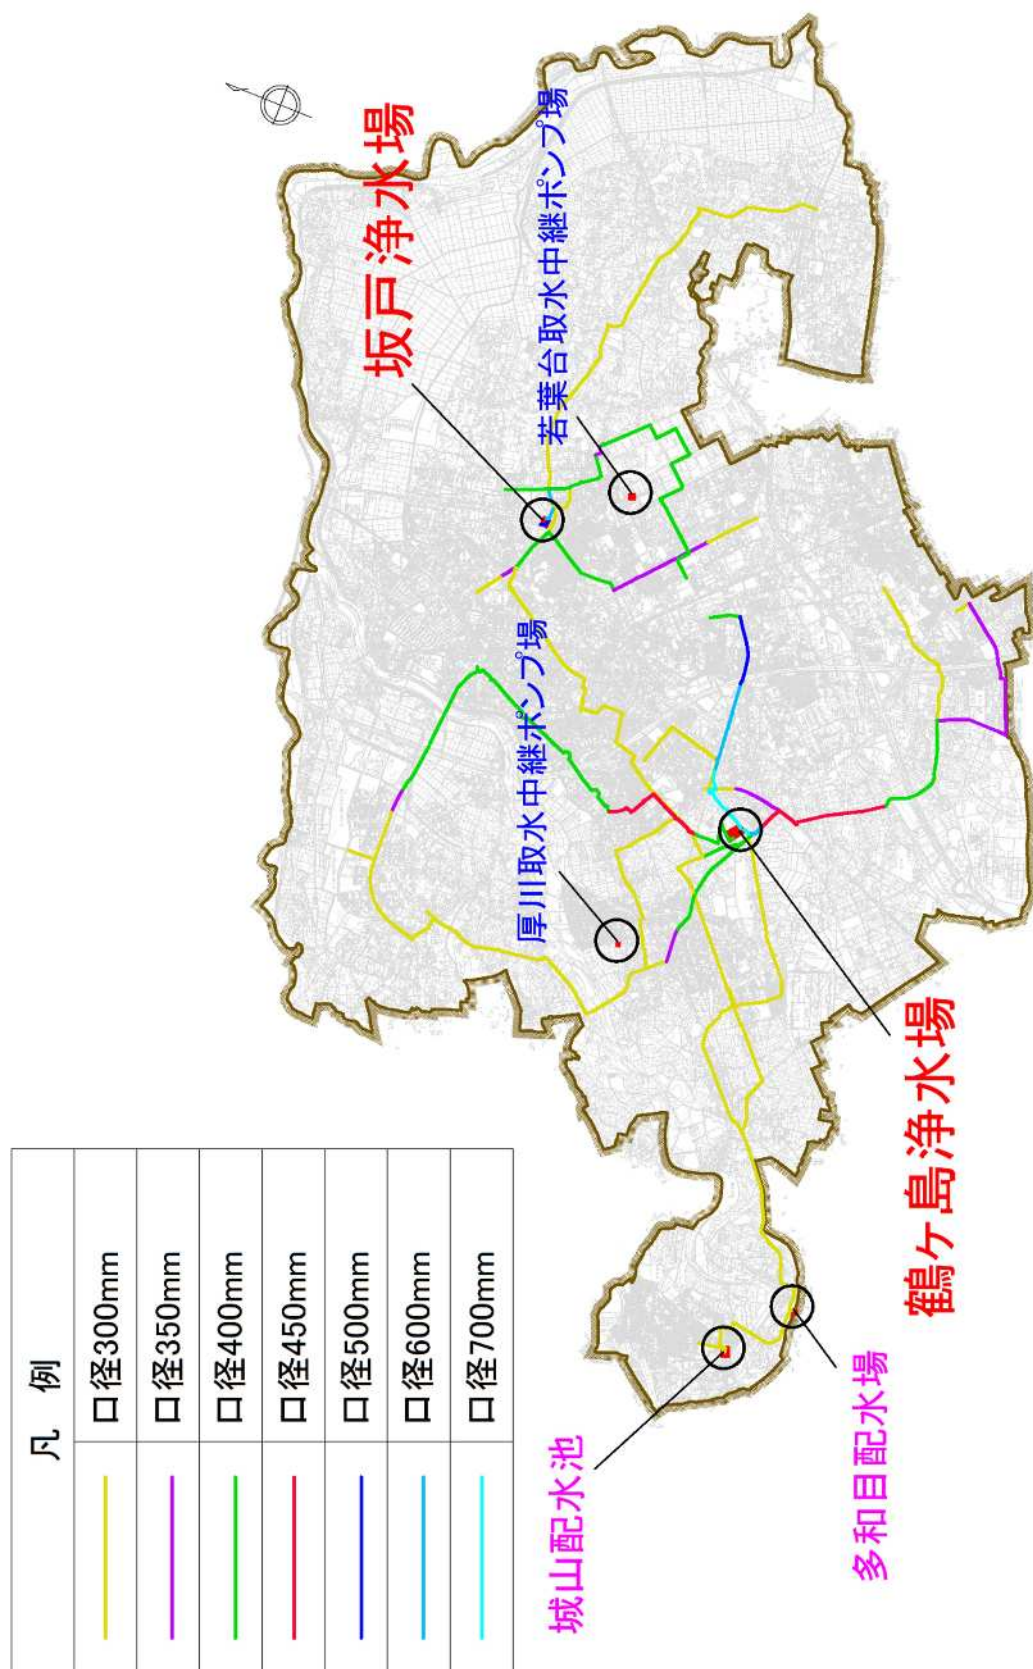 凡 例
口径300mm
口径350mm
口径400mm
口径450mm
口径500mm
口径600mm
口径700mm
坂戸浄水場
若葉台取水中継ポンプ場
厚川取水中継ポンプ場
鶴ヶ島浄水場
城山配水池
多和目配水場